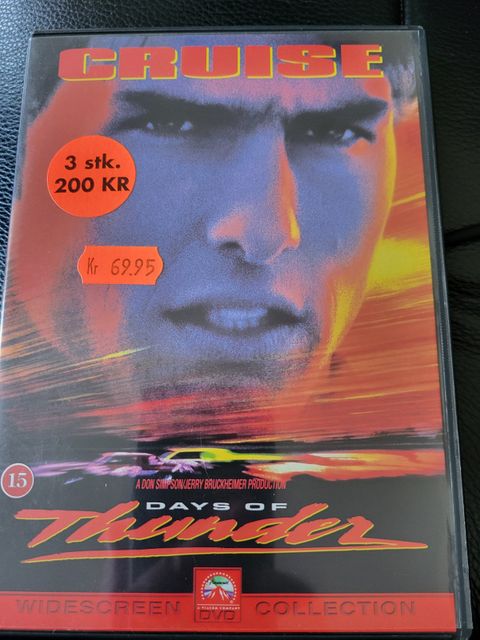 CRUISE
3 stk.
200 KR
Kr 69.95
15
A DON SIMPSON/JERRY BRUCKHEIMER PRODUCTION
DAYS OF
Thunder
WIDESCREEN DVD COLLECTION